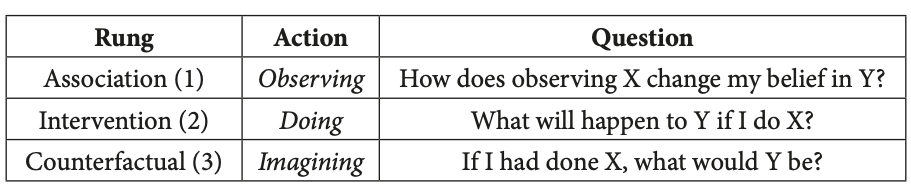 Rung Action Question
Association (1) Observing How does observing X change my belief in Y?
Intervention (2) Doing What will happen to Y if I do X?
Counterfactual (3) Imagining If I had done X, what would Y be?